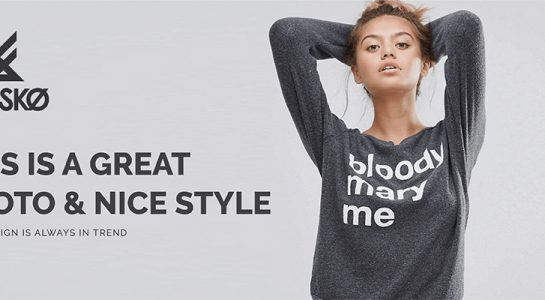 SKØ
S IS A GREAT
OTO & NICE STYLE
IGN IS ALWAYS IN TREND
bloody
mary
me